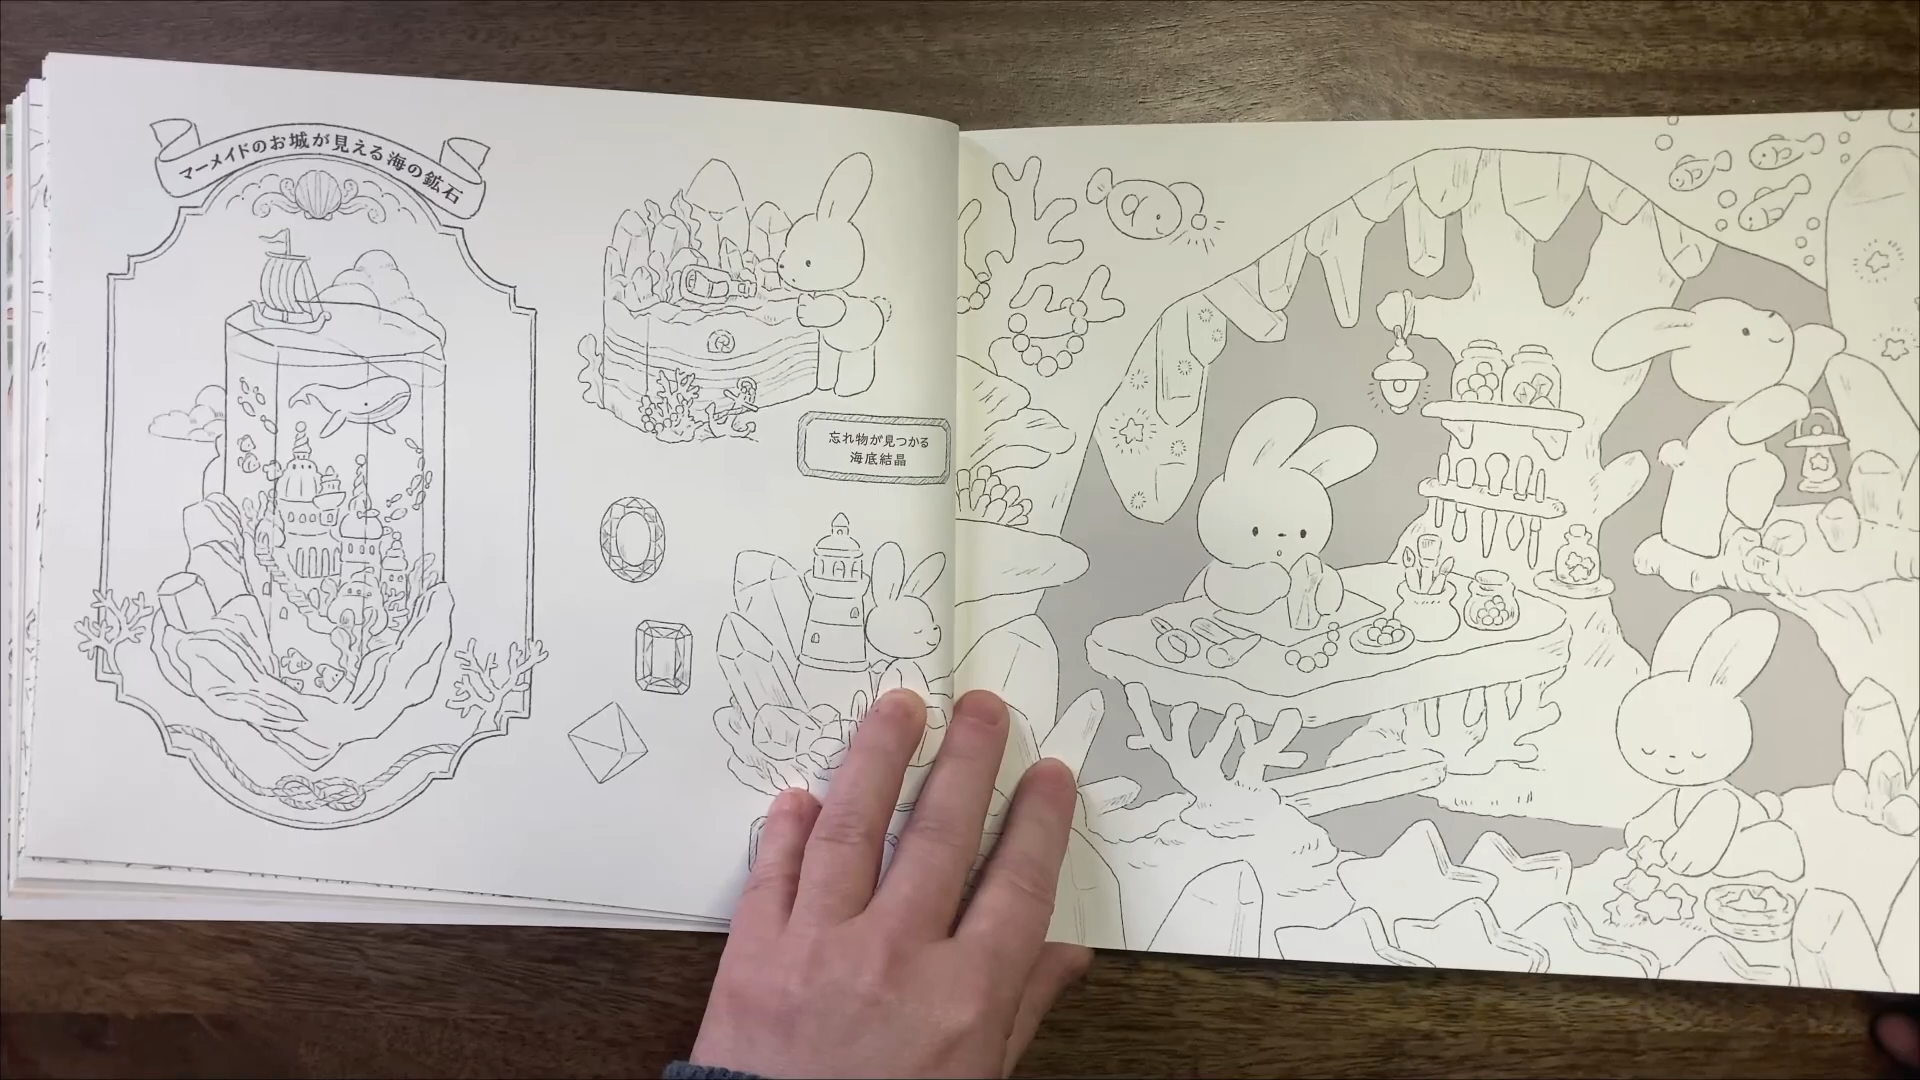 マーメイドのお城が見える海の鉱石
忘れ物が見つかる
海底結晶